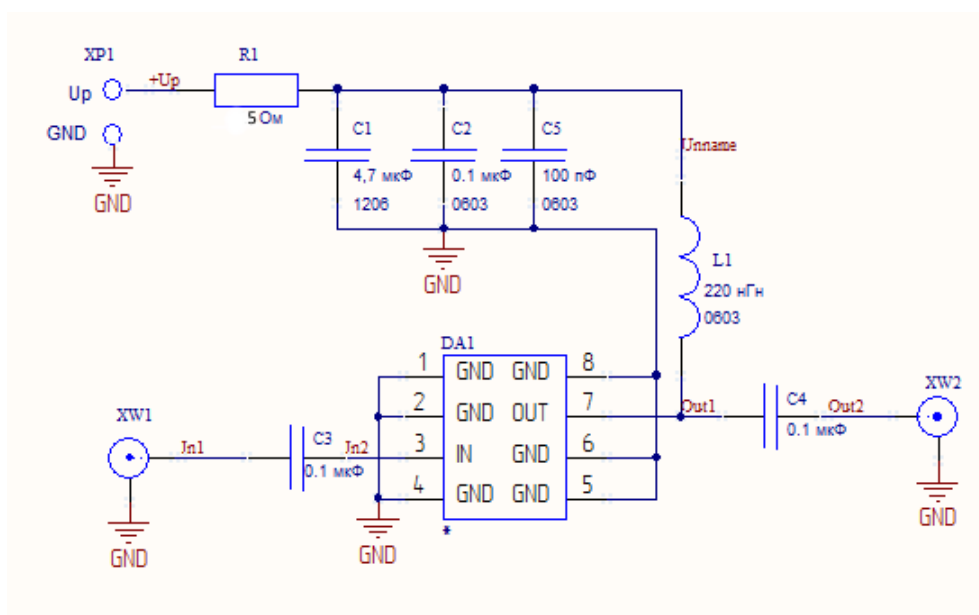 XP1
R1
Up
+Up
5 Ом
GND
GND
C1
C2
C5
4,7 мкФ
0.1 мкФ
100 пФ
1206
0603
0603
Unname
GND
L1
220 нГн
0603
DA1
1
GND
GND
8
2
GND
OUT
7
3
IN
GND
6
4
GND
GND
5
*
XW1
Jn1
C3
Jn2
0.1 мкФ
GND
GND
Out1
C4
Out2
0.1 мкФ
XW2
GND